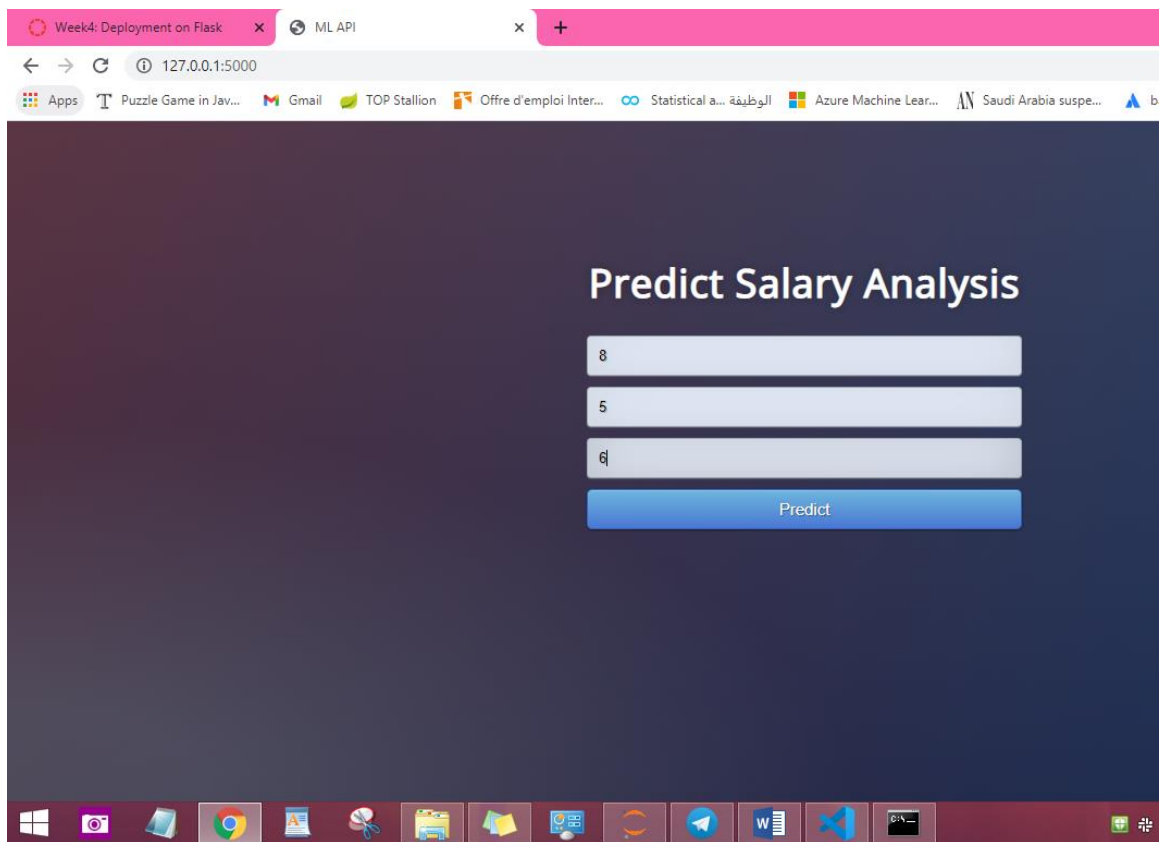 Week4: Deployment on Flask
ML API
127.0.0.1:5000
Apps
Puzzle Game in Jav...
Gmail
TOP Stallion
Offre d'emploi Inter...
Statistical a... الوظيفة
Azure Machine Lear...
Saudi Arabia suspe...
b
Predict Salary Analysis
8
5
6
Predict